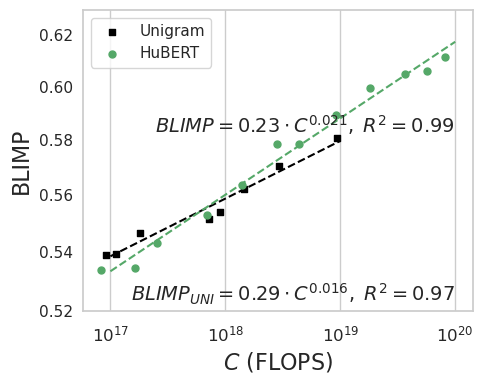 Unigram
HuBERT
0.62
0.60
0.58
0.56
0.54
0.52
BLIMP
BLIMP = 0.23 · C^0.021, R^2 = 0.99
BLIMP_UNI = 0.29 · C^0.016, R^2 = 0.97
10^17 10^18 10^19 10^20
C (FLOPS)